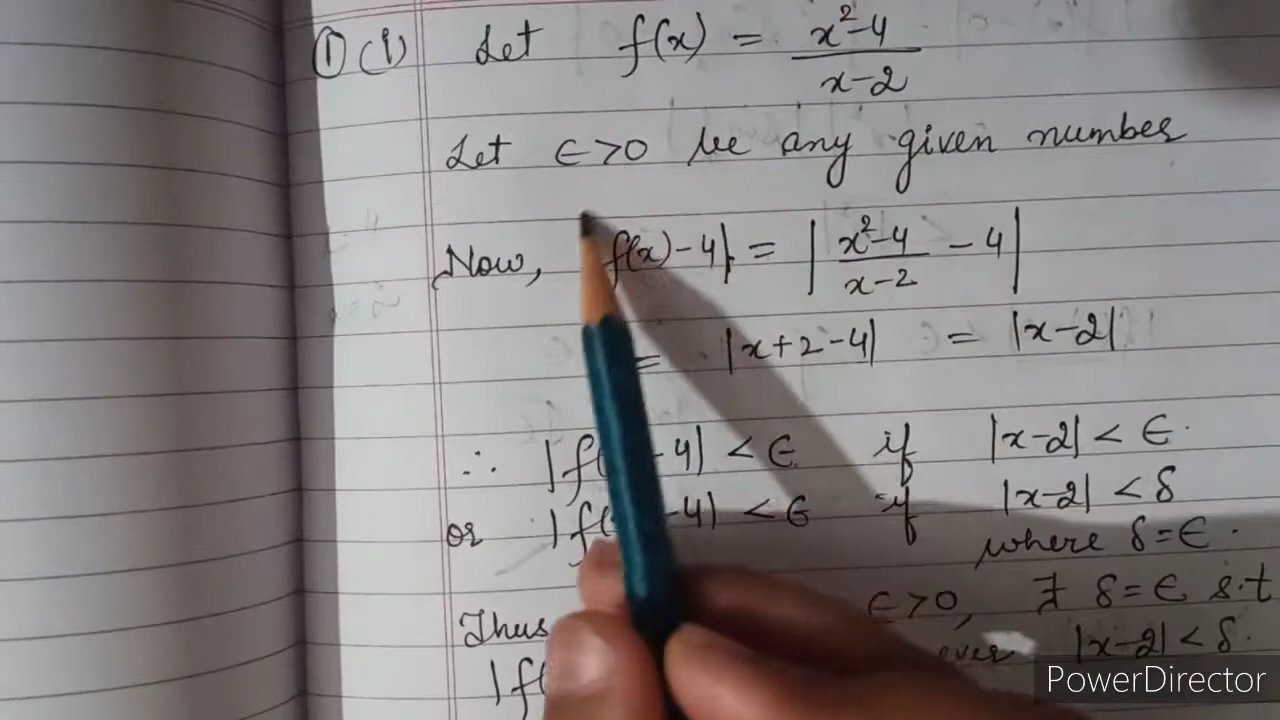 ① (i) Let f(x) = x²-4 / x-2
Let ϵ>0 be any given number
Now, f(x)-4| = | x²-4 / x-2 - 4|
= |x+2-4| = |x-2|
∴ |f( -4| < ϵ if |x-2| < ϵ.
or |f( -4| < ϵ if |x-2| < δ
where δ=ϵ.
Thus ϵ>0, ∃ δ=ϵ s.t
|f( ever |x-2| < δ.
PowerDirector